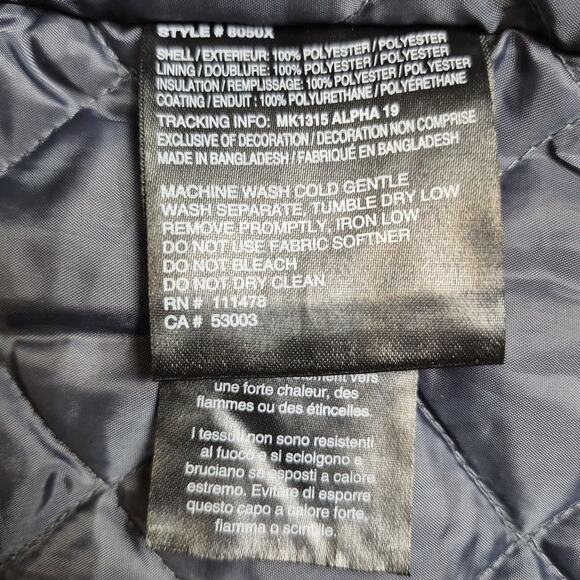 STYLE # 8050X
SHELL / EXTERIEUR: 100% POLYESTER / POLYESTER
LINING / DOUBLURE: 100% POLYESTER / POLYESTER
INSULATION / REMPLISSAGE: 100% POLYESTER / POLYESTER
COATING / ENDUIT : 100% POLYURETHANE / POLYÉRETHANE
TRACKING INFO: MK1315 ALPHA 19
EXCLUSIVE OF DECORATION / DECORATION NON COMPRISE
MADE IN BANGLADESH / FABRIQUÉ EN BANGLADESH
MACHINE WASH COLD GENTLE
WASH SEPARATE, TUMBLE DRY LOW
REMOVE PROMPTLY, IRON LOW
DO NOT USE FABRIC SOFTNER
DO NOT BLEACH
DO NOT DRY CLEAN
RN # 111478
CA # 53003
vers
une forte chaleur, des
flammes ou des étincelles.
I tessuti non sono resistenti
al fuoco e si sciolgono e
bruciano se esposti a calore
estremo. Evitare di esporre
questo capo a calore forte,
fiamma o scintille.